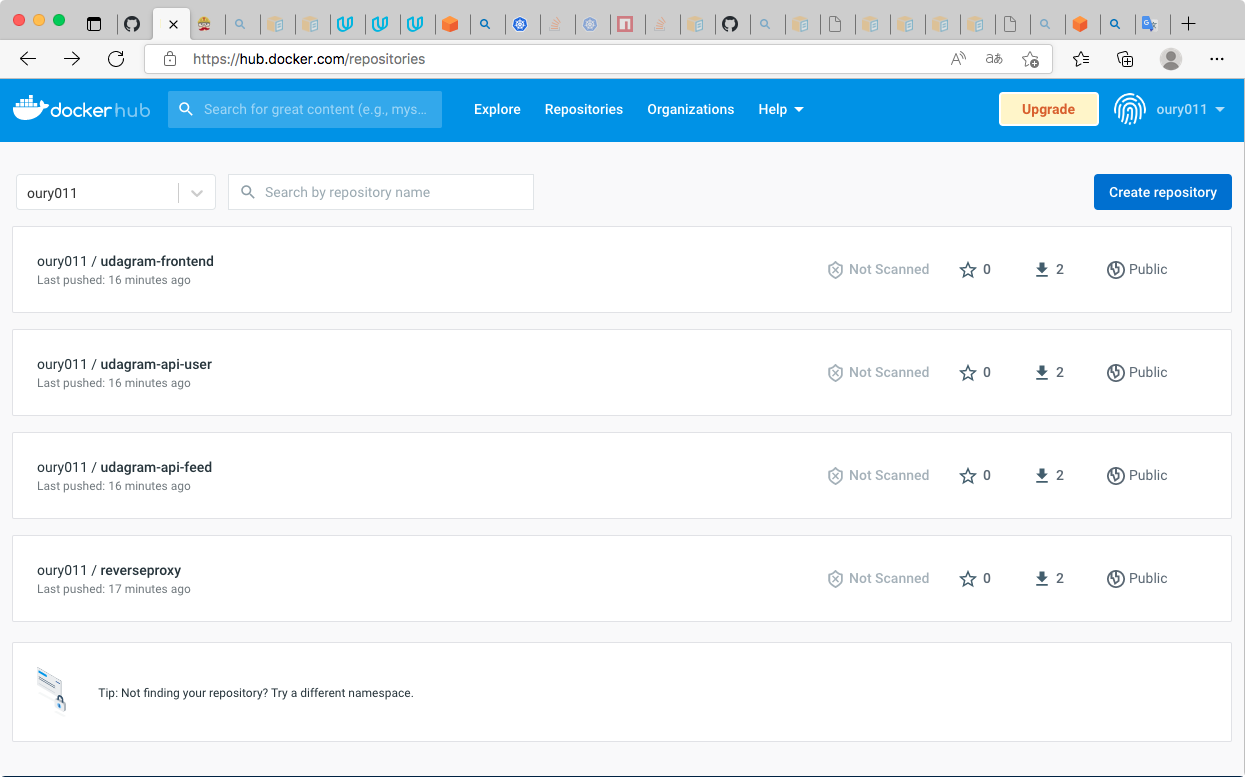 https://hub.docker.com/repositories
docker hub
Search for great content (e.g., mys...
Explore
Repositories
Organizations
Help
Upgrade
oury011
oury011
Search by repository name
Create repository
oury011 / udagram-frontend
Last pushed: 16 minutes ago
Not Scanned
0
2
Public
oury011 / udagram-api-user
Last pushed: 16 minutes ago
Not Scanned
0
2
Public
oury011 / udagram-api-feed
Last pushed: 16 minutes ago
Not Scanned
0
2
Public
oury011 / reverseproxy
Last pushed: 17 minutes ago
Not Scanned
0
2
Public
Tip: Not finding your repository? Try a different namespace.